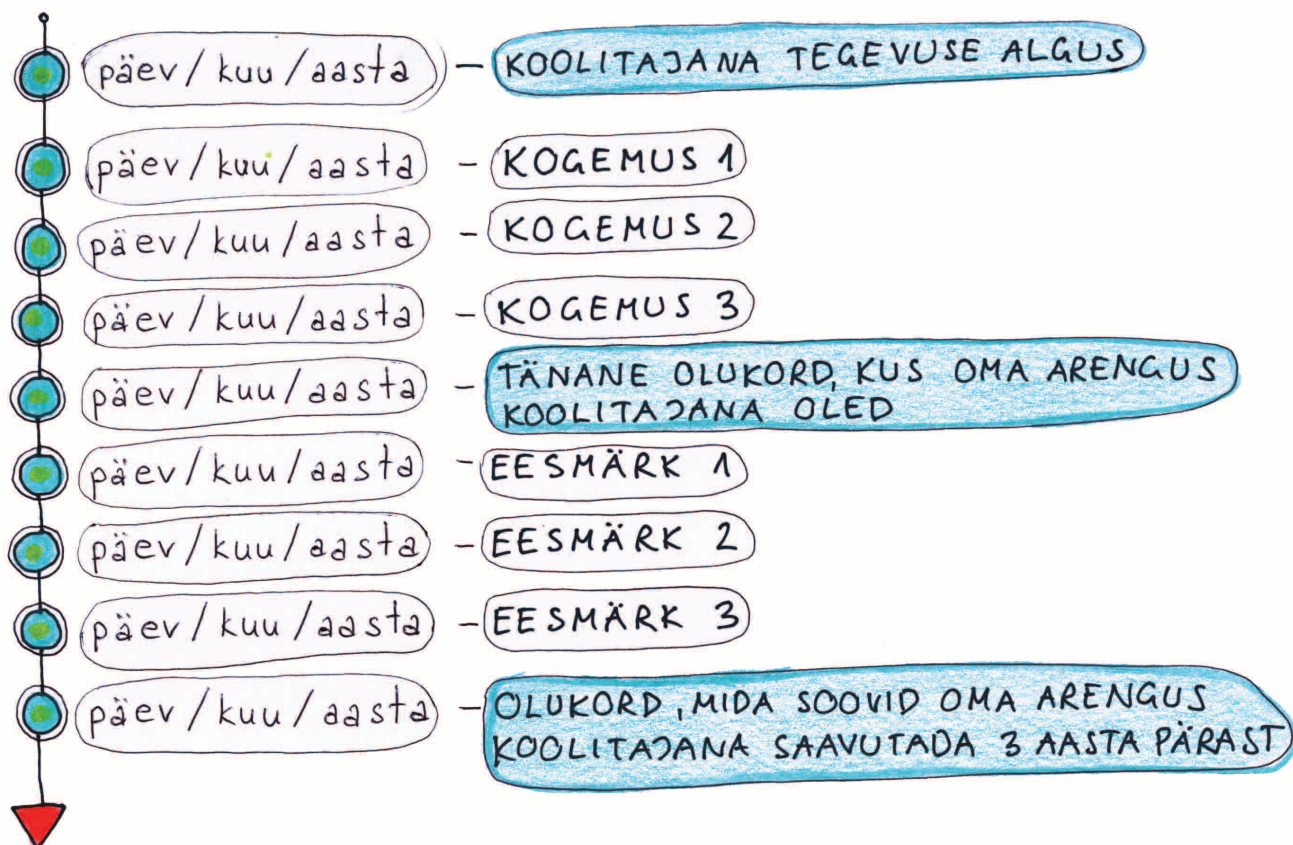 päev/kuu/aasta - KOOLITAJANA TEGEVUSE ALGUS
päev/kuu/aasta - KOGEMUS 1
päev/kuu/aasta - KOGEMUS 2
päev/kuu/aasta - KOGEMUS 3
päev/kuu/aasta - TÄNANE OLUKORD, KUS OMA ARENGUS
KOOLITAJANA OLED
päev/kuu/aasta - EESMÄRK 1
päev/kuu/aasta - EESMÄRK 2
päev/kuu/aasta - EESMÄRK 3
päev/kuu/aasta - OLUKORD, MIDA SOOVID OMA ARENGUS
KOOLITAJANA SAAVUTADA 3 AASTA PÄRAST